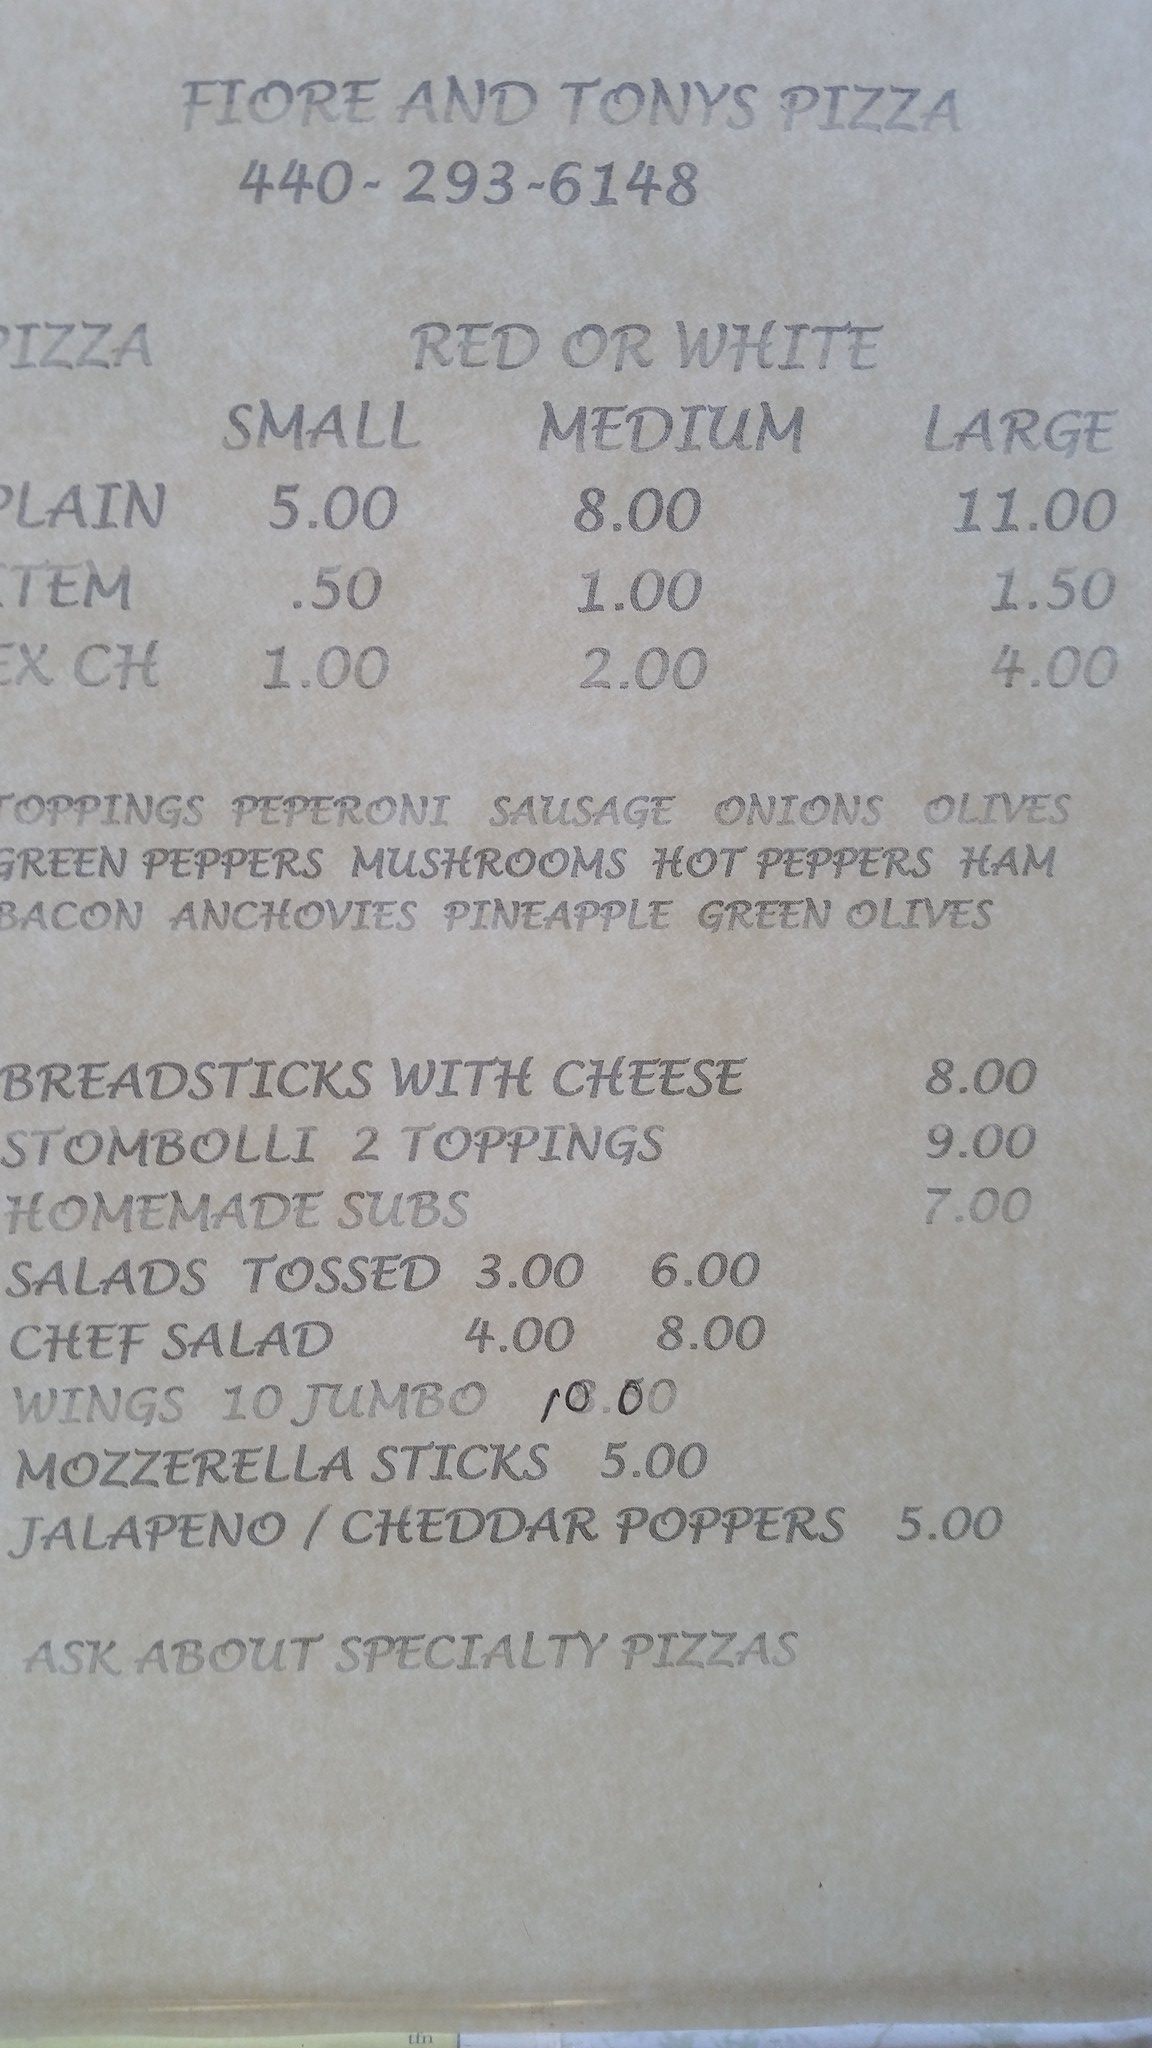 FIORE AND TONYS PIZZA
440-293-6148
PIZZA RED OR WHITE
SMALL MEDIUM LARGE
PLAIN 5.00 8.00 11.00
ITEM .50 1.00 1.50
EX CH 1.00 2.00 4.00
TOPPINGS PEPERONI SAUSAGE ONIONS OLIVES
GREEN PEPPERS MUSHROOMS HOT PEPPERS HAM
BACON ANCHOVIES PINEAPPLE GREEN OLIVES
BREADSTICKS WITH CHEESE 8.00
STOMBOLLI 2 TOPPINGS 9.00
HOMEMADE SUBS 7.00
SALADS TOSSED 3.00 6.00
CHEF SALAD 4.00 8.00
WINGS 10 JUMBO 10.00
MOZZERELLA STICKS 5.00
JALAPENO / CHEDDAR POPPERS 5.00
ASK ABOUT SPECIALTY PIZZAS
tfn